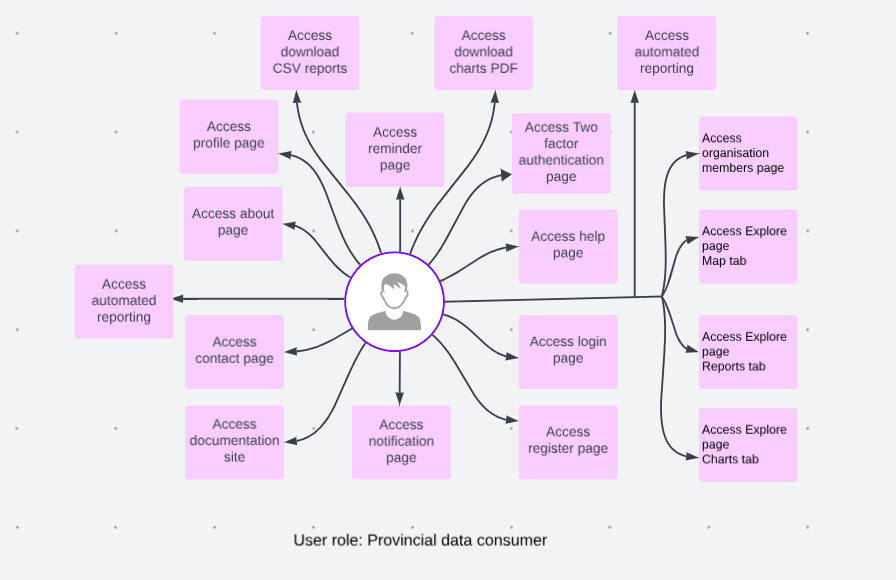 Access
download
CSV reports
Access
download
charts PDF
Access
automated
reporting
Access
profile page
Access
reminder
page
Access Two
factor
authentication
page
Access
organisation
members page
Access about
page
Access help
page
Access Explore
page
Map tab
Access
automated
reporting
Access
contact page
Access login
page
Access Explore
page
Reports tab
Access
documentation
site
Access
notification
page
Access
register page
Access Explore
page
Charts tab
User role: Provincial data consumer